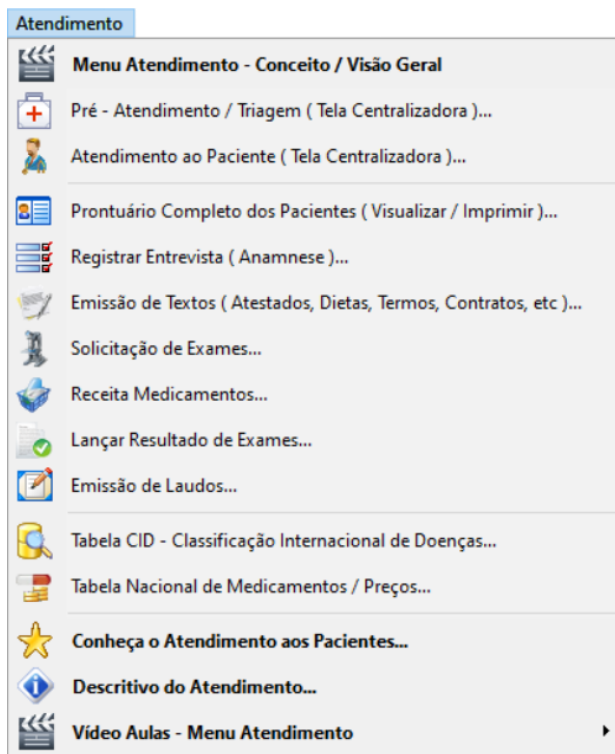 Atendimento
Menu Atendimento - Conceito / Visão Geral
Pré - Atendimento / Triagem ( Tela Centralizadora )...
Atendimento ao Paciente ( Tela Centralizadora )...
Prontuário Completo dos Pacientes ( Visualizar / Imprimir )...
Registrar Entrevista ( Anamnese )...
Emissão de Textos ( Atestados, Dietas, Termos, Contratos, etc )...
Solicitação de Exames...
Receita Medicamentos...
Lançar Resultado de Exames...
Emissão de Laudos...
Tabela CID - Classificação Internacional de Doenças...
Tabela Nacional de Medicamentos / Preços...
Conheça o Atendimento aos Pacientes...
Descritivo do Atendimento...
Vídeo Aulas - Menu Atendimento